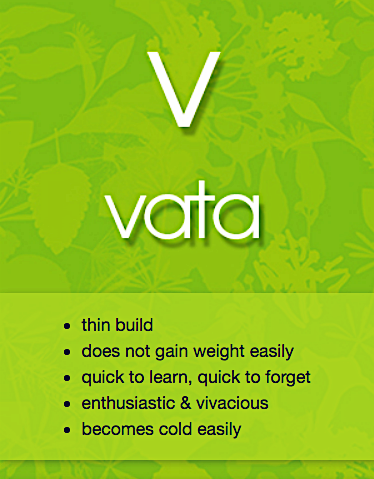 V
vata
• thin build
• does not gain weight easily
• quick to learn, quick to forget
• enthusiastic & vivacious
• becomes cold easily